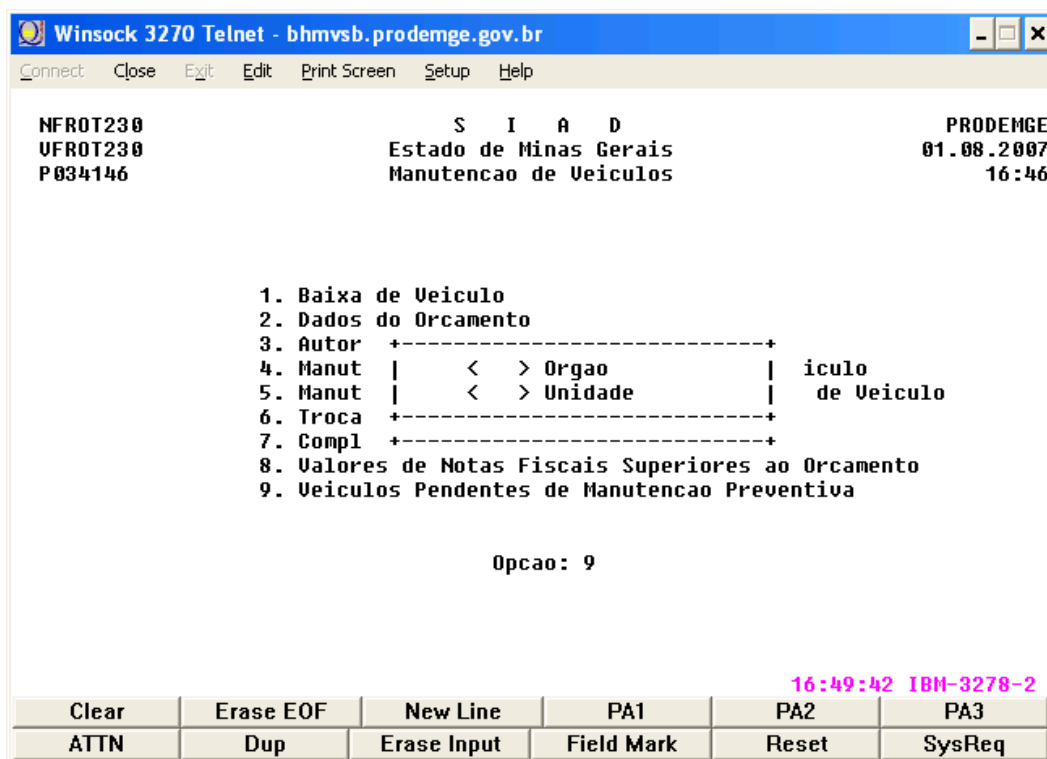 Winsock 3270 Telnet - bhmvsb.prodemge.gov.br
Connect Close Exit Edit Print Screen Setup Help
NFROT230 S I A D PRODEMGE
VFROT230 Estado de Minas Gerais 01.08.2007
P034146 Manutencao de Veiculos 16:46
1. Baixa de Veiculo
2. Dados do Orcamento
3. Autor +----------------------------+
4. Manut | < > Orgao | iculo
5. Manut | < > Unidade | de Veiculo
6. Troca +----------------------------+
7. Compl +----------------------------+
8. Valores de Notas Fiscais Superiores ao Orcamento
9. Veiculos Pendentes de Manutencao Preventiva
Opcao: 9
16:49:42 IBM-3278-2
Clear Erase EOF New Line PA1 PA2 PA3
ATTN Dup Erase Input Field Mark Reset SysReq